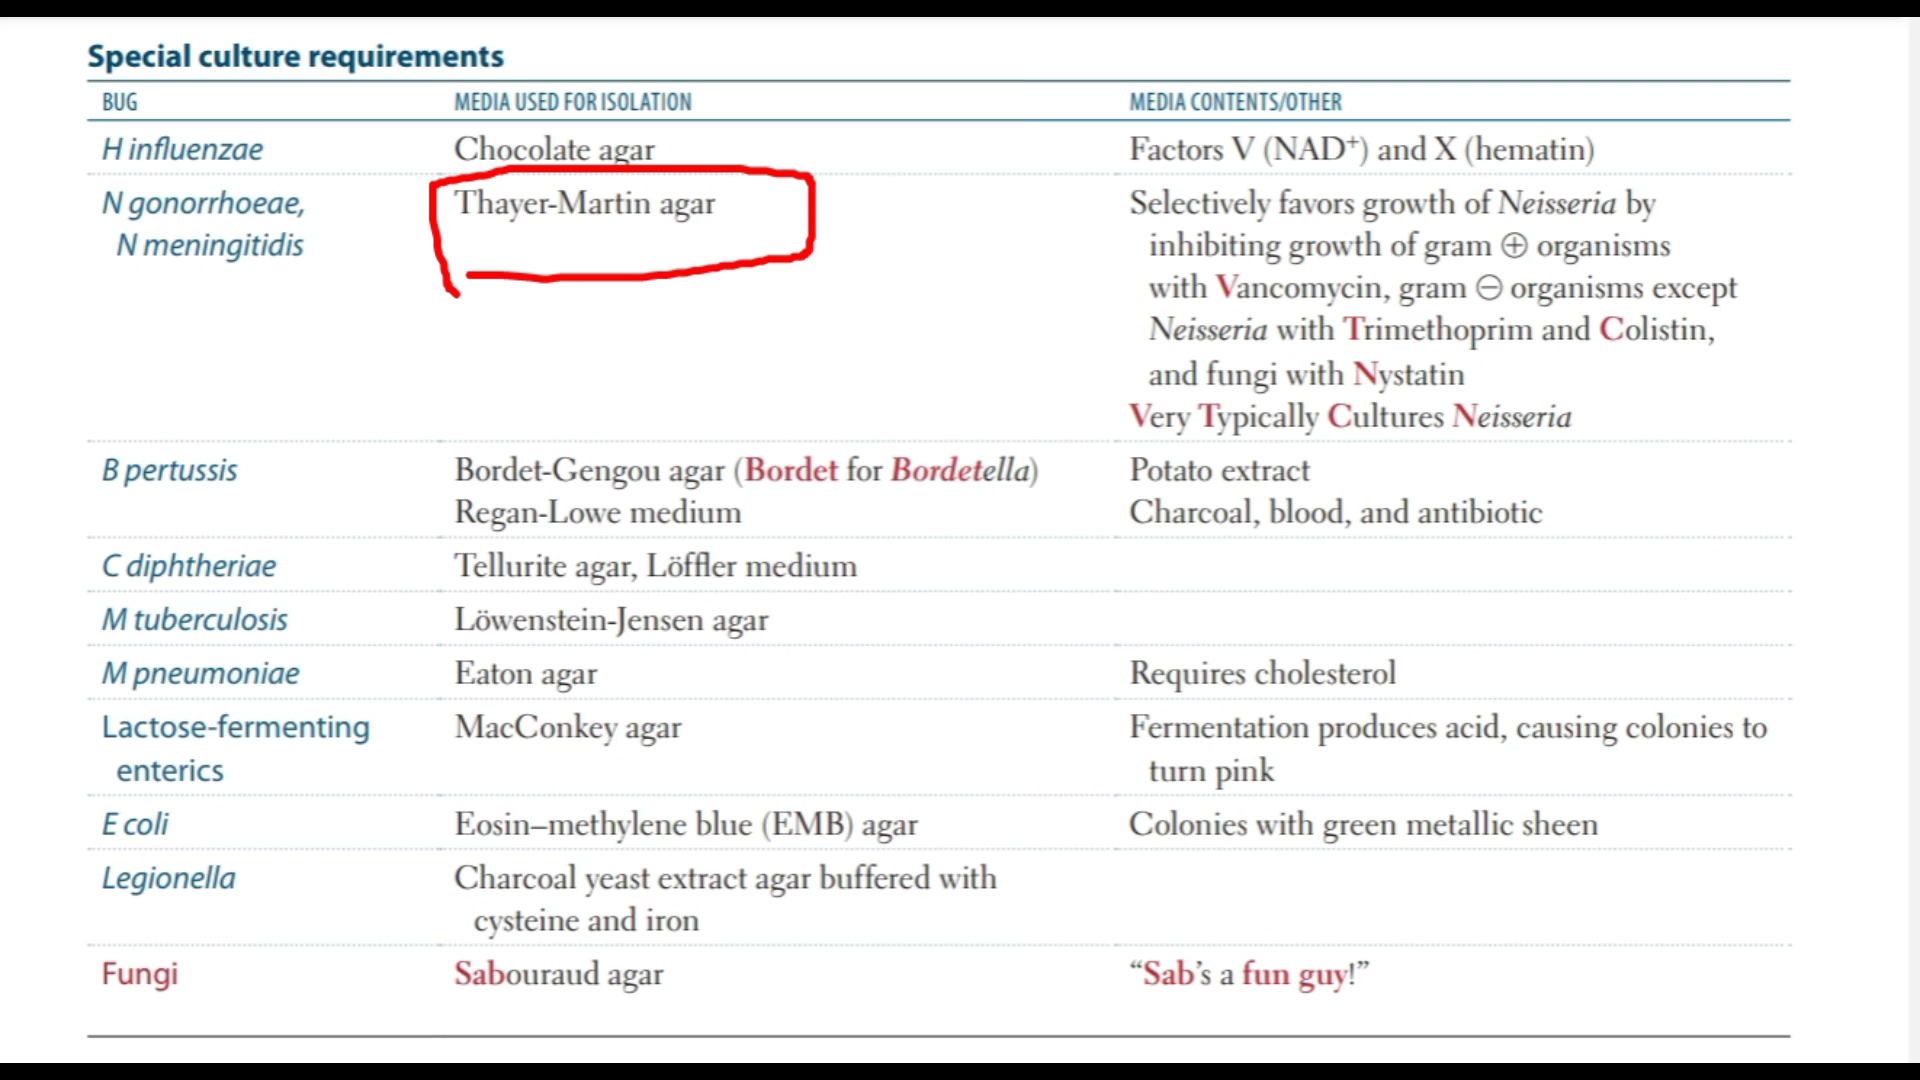 Special culture requirements
BUG MEDIA USED FOR ISOLATION MEDIA CONTENTS/OTHER
H influenzae Chocolate agar Factors V (NAD⁺) and X (hematin)
N gonorrhoeae, Thayer-Martin agar Selectively favors growth of Neisseria by
N meningitidis inhibiting growth of gram ⊕ organisms
with Vancomycin, gram ⊖ organisms except
Neisseria with Trimethoprim and Colistin,
and fungi with Nystatin
Very Typically Cultures Neisseria
B pertussis Bordet-Gengou agar (Bordet for Bordetella) Potato extract
Regan-Lowe medium Charcoal, blood, and antibiotic
C diphtheriae Tellurite agar, Löffler medium
M tuberculosis Löwenstein-Jensen agar
M pneumoniae Eaton agar Requires cholesterol
Lactose-fermenting MacConkey agar Fermentation produces acid, causing colonies to
enterics turn pink
E coli Eosin–methylene blue (EMB) agar Colonies with green metallic sheen
Legionella Charcoal yeast extract agar buffered with
cysteine and iron
Fungi Sabouraud agar “Sab’s a fun guy!”